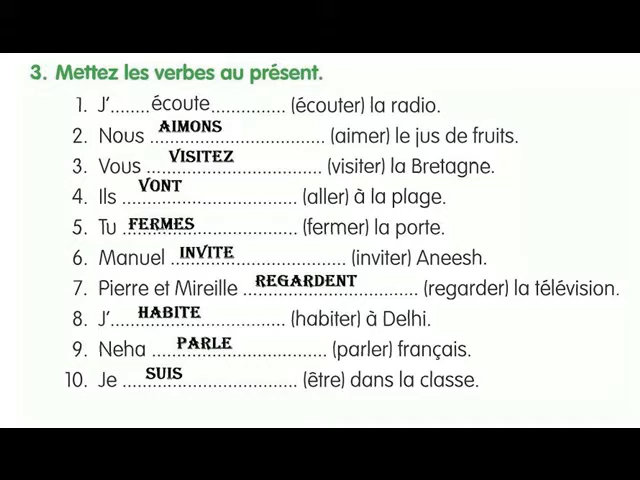 3. Mettez les verbes au présent.
1. J'........écoute............... (écouter) la radio.
2. Nous AIMONS ................................... (aimer) le jus de fruits.
3. Vous VISITEZ ................................... (visiter) la Bretagne.
4. Ils VONT ................................... (aller) à la plage.
5. Tu FERMES ................................... (fermer) la porte.
6. Manuel INVITE ................................... (inviter) Aneesh.
7. Pierre et Mireille REGARDENT ................................... (regarder) la télévision.
8. J' HABITE ................................... (habiter) à Delhi.
9. Neha PARLE ................................... (parler) français.
10. Je SUIS ................................... (être) dans la classe.